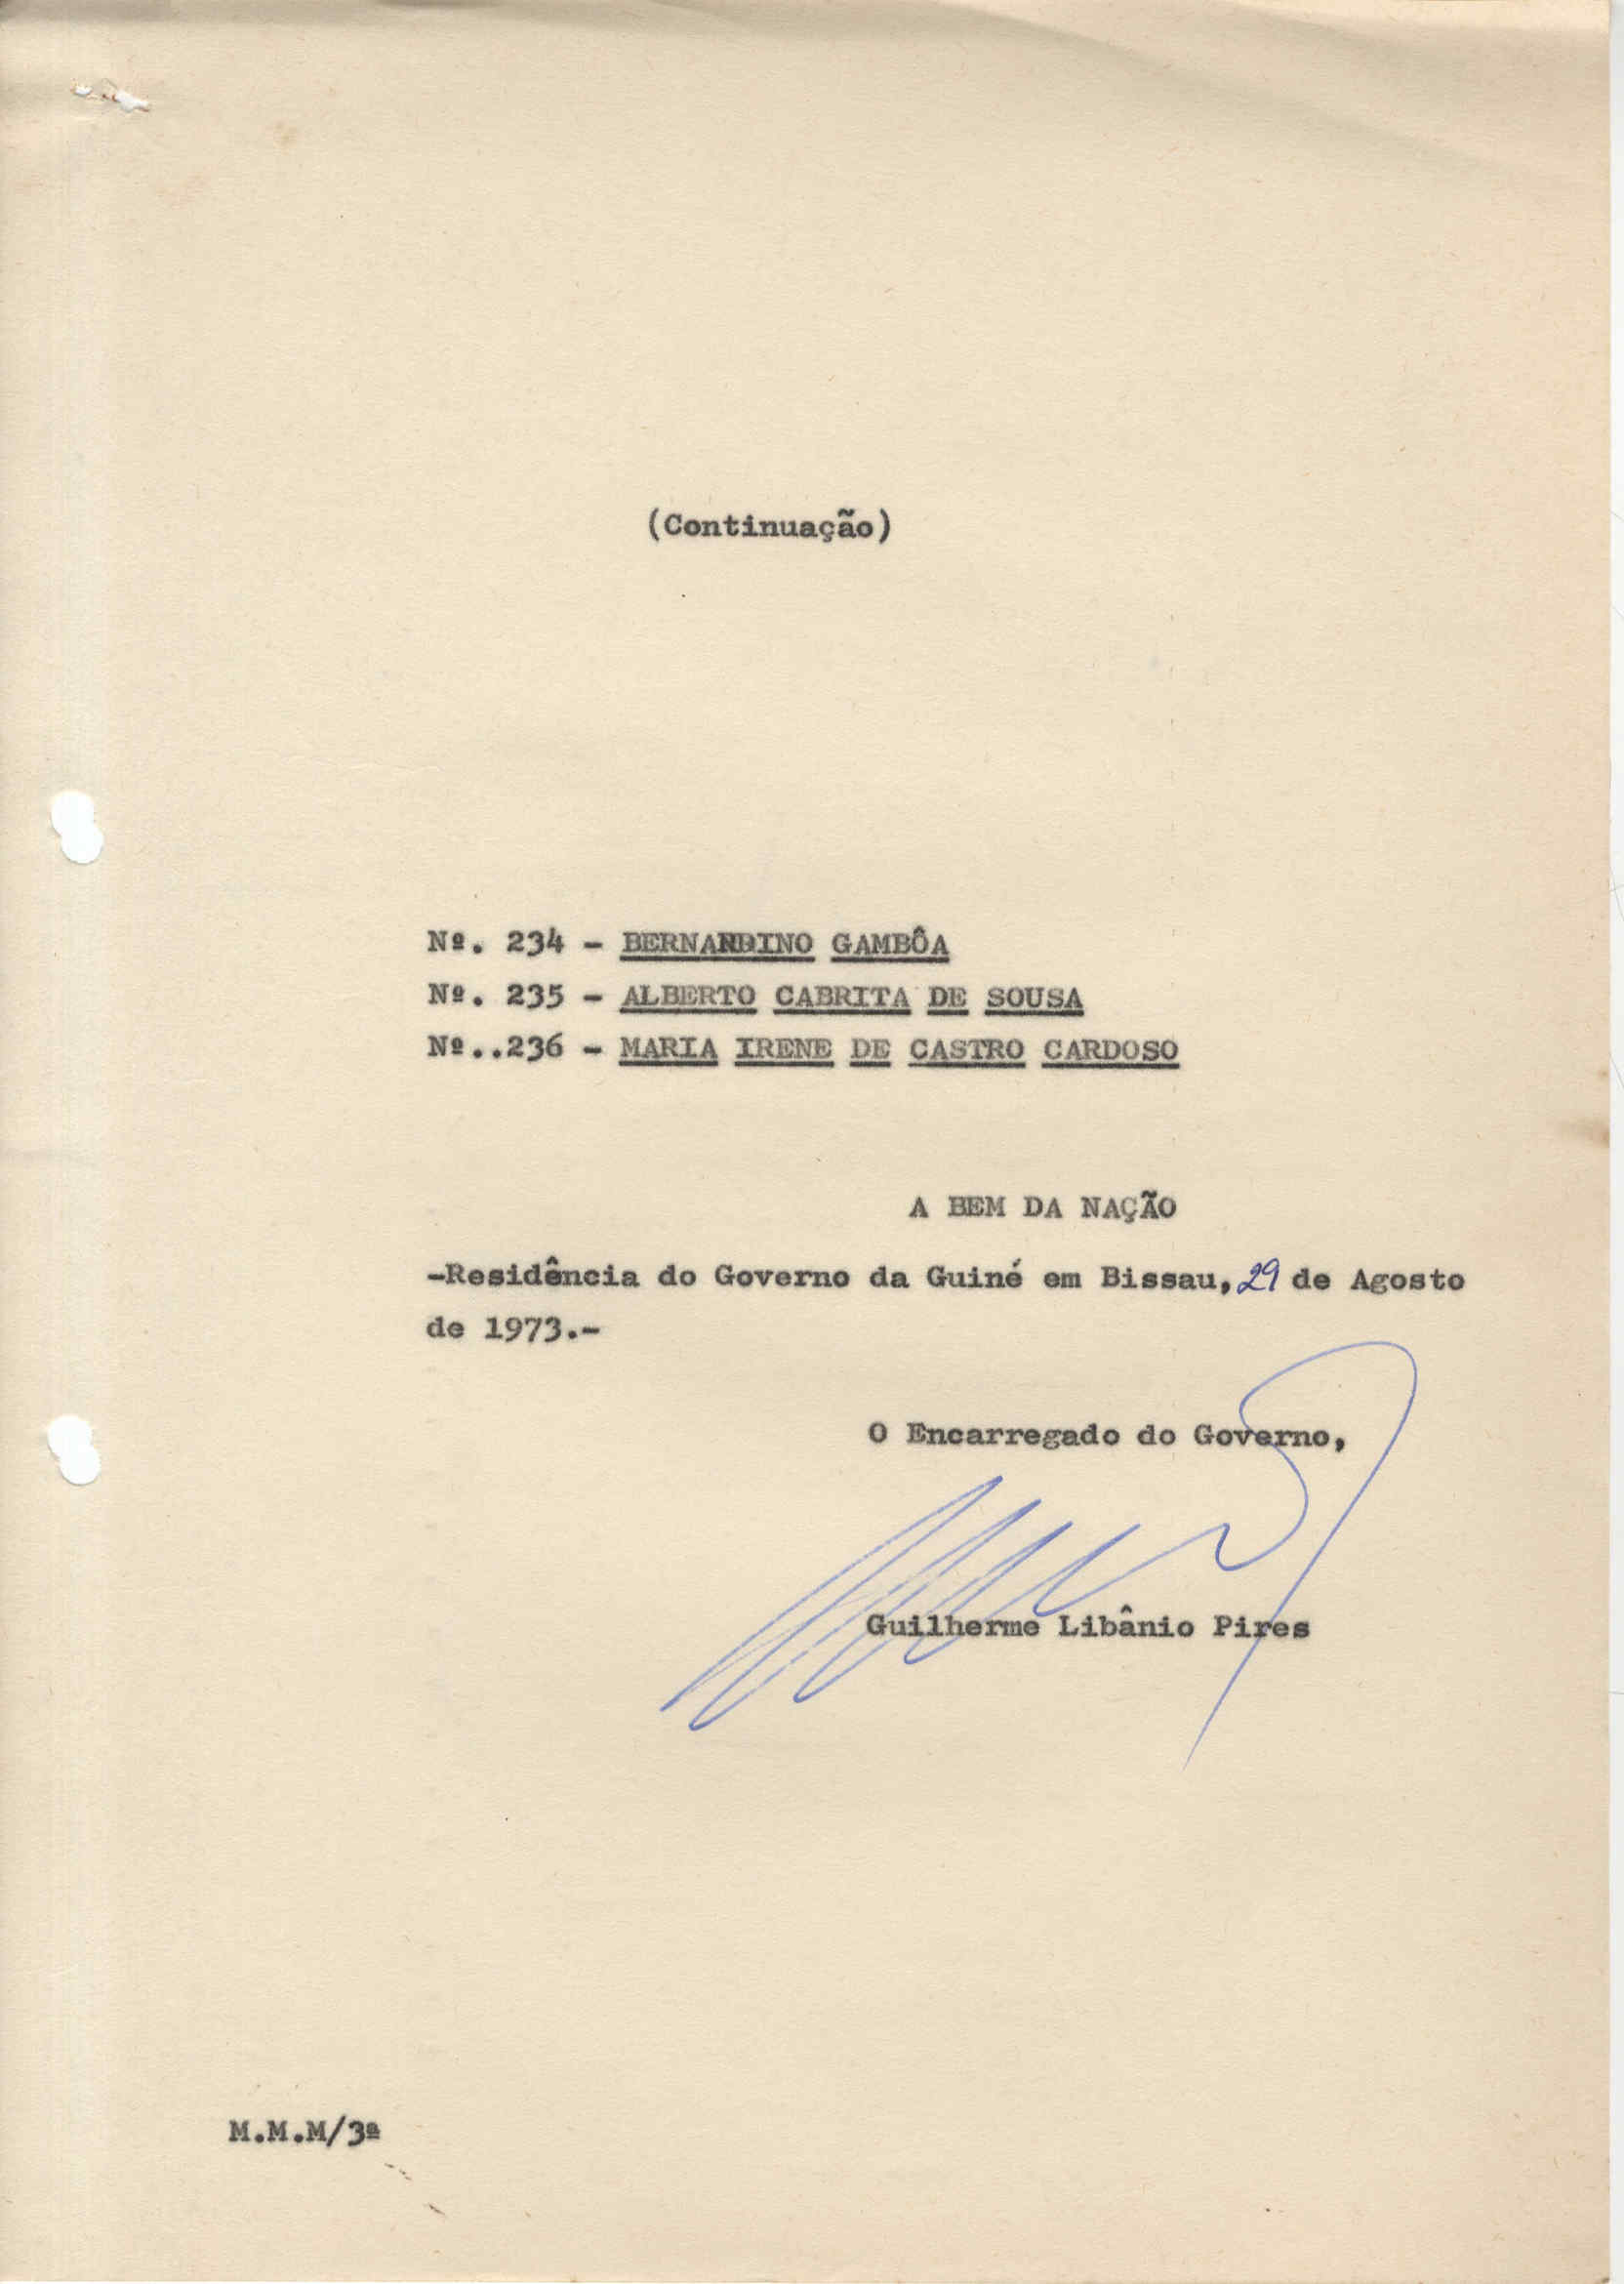 (Continuação)
Nº. 234 - BERNARDINO GAMBÔA
Nº. 235 - ALBERTO CABRITA DE SOUSA
Nº..236 - MARIA IRENE DE CASTRO CARDOSO
A BEM DA NAÇÃO
-Residência do Governo da Guiné em Bissau, 29 de Agosto
de 1973.-
O Encarregado do Governo,
Guilherme Libânio Pires
M.M.M/3ª